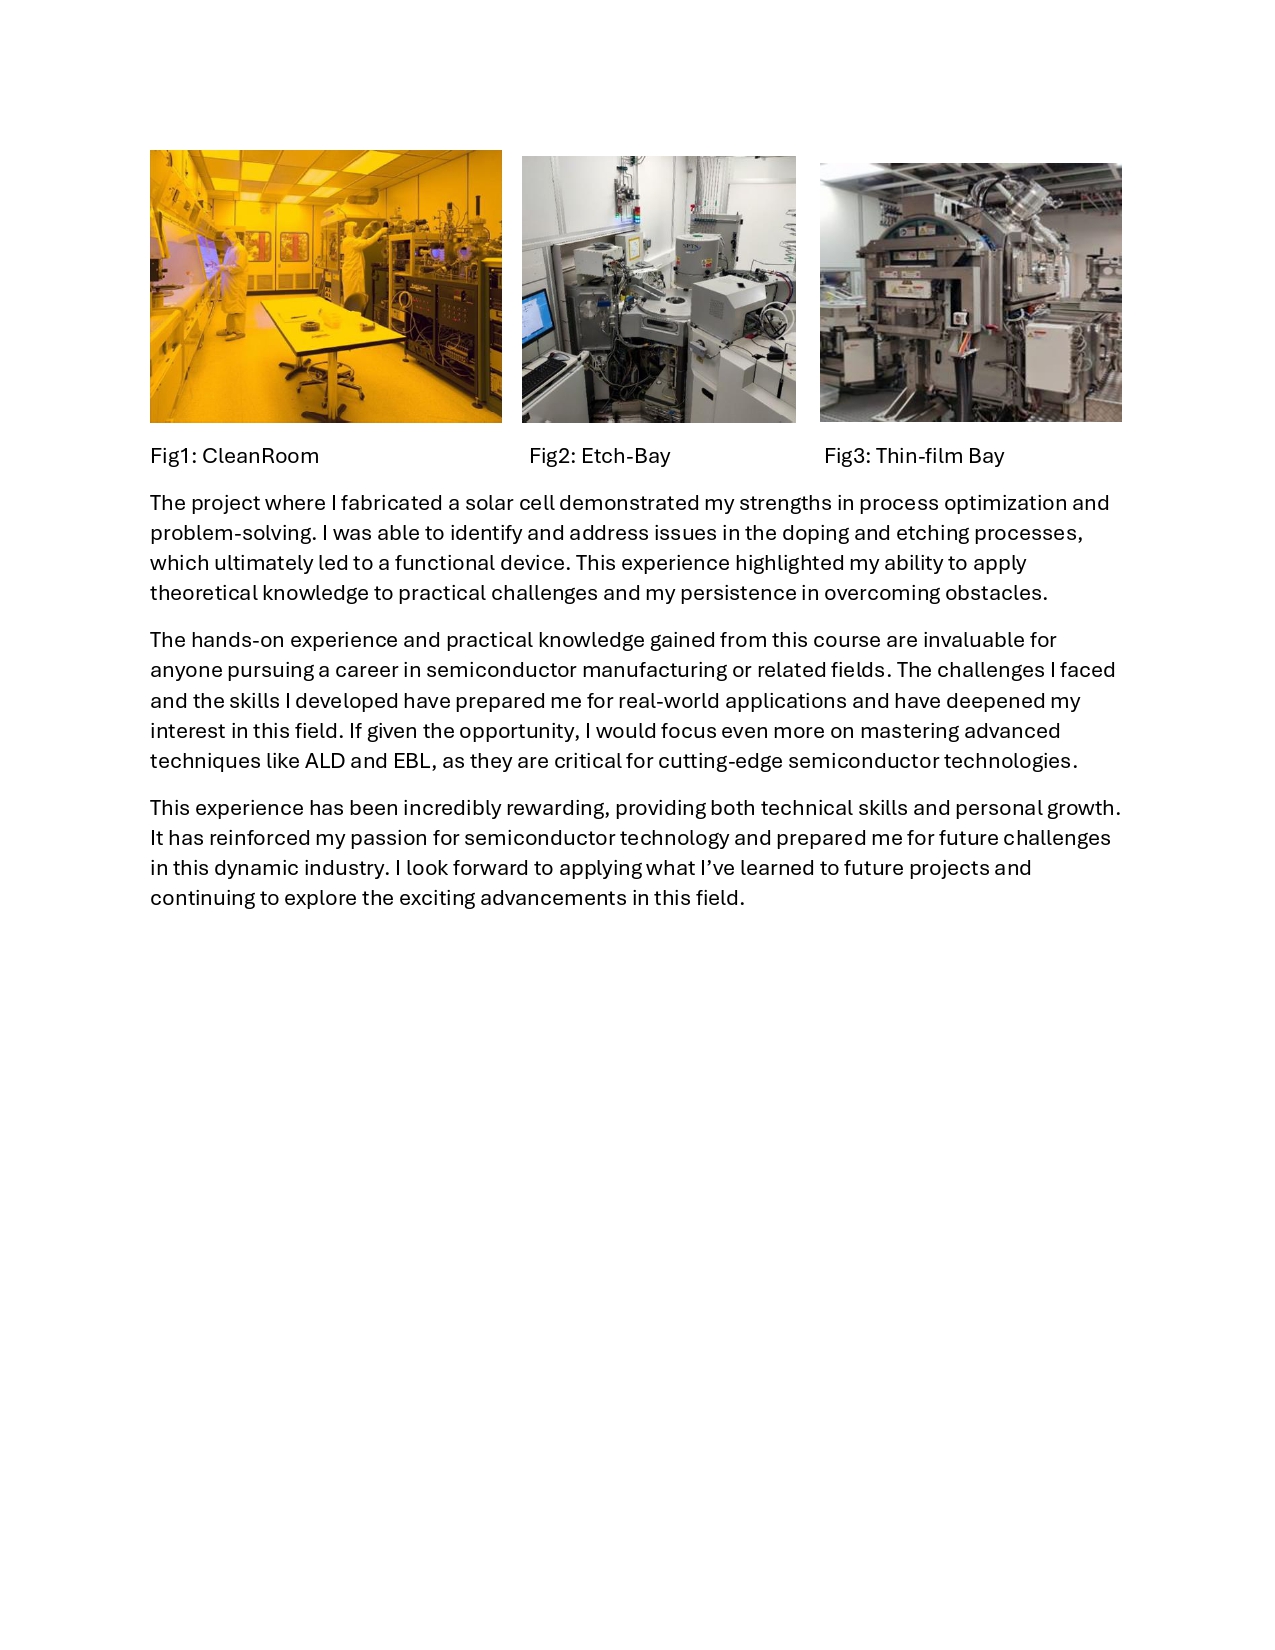 Fig1: CleanRoom Fig2: Etch-Bay Fig3: Thin-film Bay
The project where I fabricated a solar cell demonstrated my strengths in process optimization and
problem-solving. I was able to identify and address issues in the doping and etching processes,
which ultimately led to a functional device. This experience highlighted my ability to apply
theoretical knowledge to practical challenges and my persistence in overcoming obstacles.
The hands-on experience and practical knowledge gained from this course are invaluable for
anyone pursuing a career in semiconductor manufacturing or related fields. The challenges I faced
and the skills I developed have prepared me for real-world applications and have deepened my
interest in this field. If given the opportunity, I would focus even more on mastering advanced
techniques like ALD and EBL, as they are critical for cutting-edge semiconductor technologies.
This experience has been incredibly rewarding, providing both technical skills and personal growth.
It has reinforced my passion for semiconductor technology and prepared me for future challenges
in this dynamic industry. I look forward to applying what I’ve learned to future projects and
continuing to explore the exciting advancements in this field.